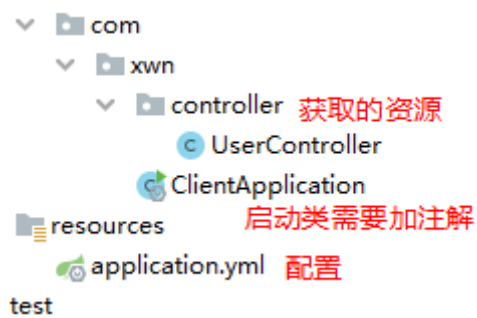 com
xwn
controller 获取的资源
C UserController
ClientApplication
启动类需要加注解
resources
application.yml 配置
test